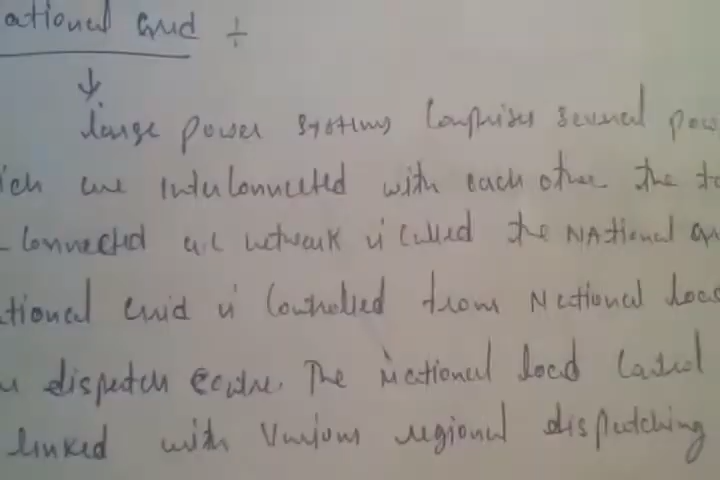 ational Grid ÷
Large power systems comprises several pow
ich are interconnected with each other the to
connected a.c network is called the NAtional Gr
tional Grid is controlled from National load
dispatch centre. The National load
linked with various regional dispatching